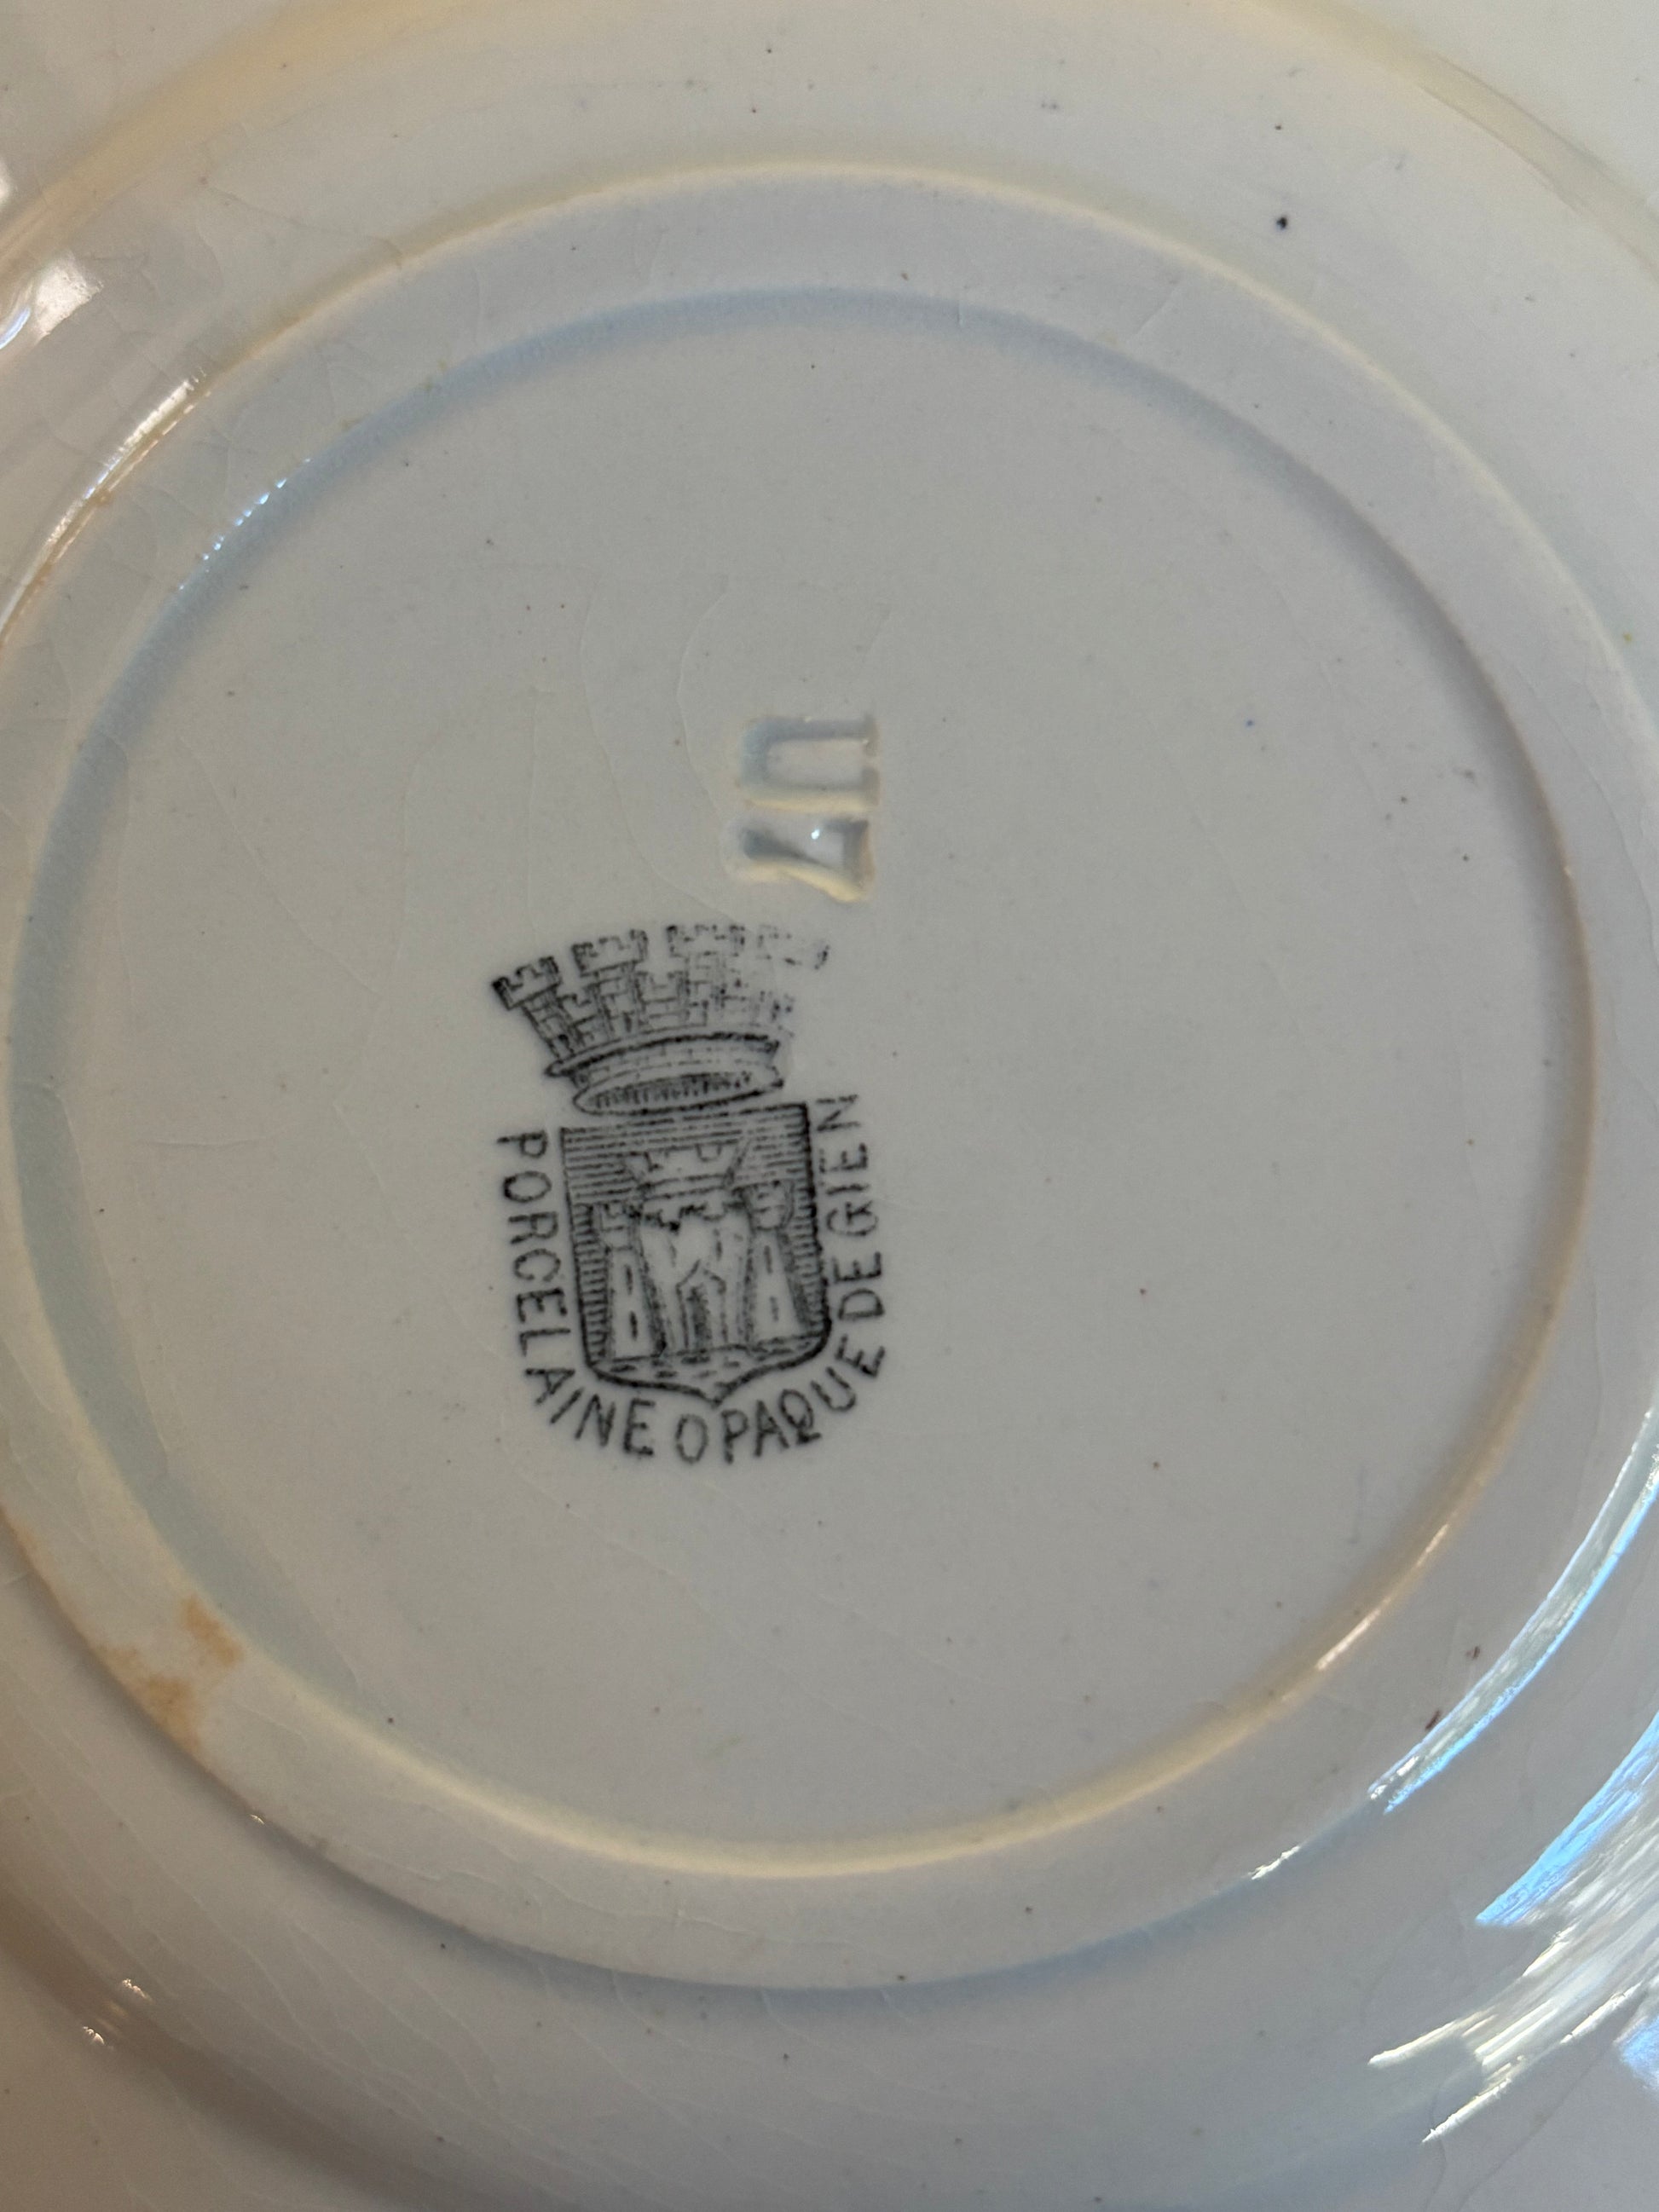 U7
PORCELAINE OPAQUE DE GIEN